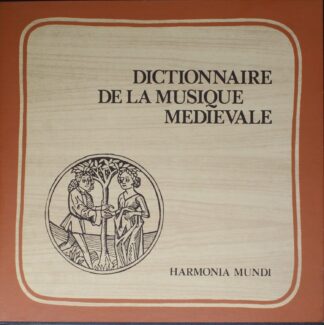 DICTIONNAIRE
DE LA MUSIQUE
MEDIEVALE
HARMONIA MUNDI